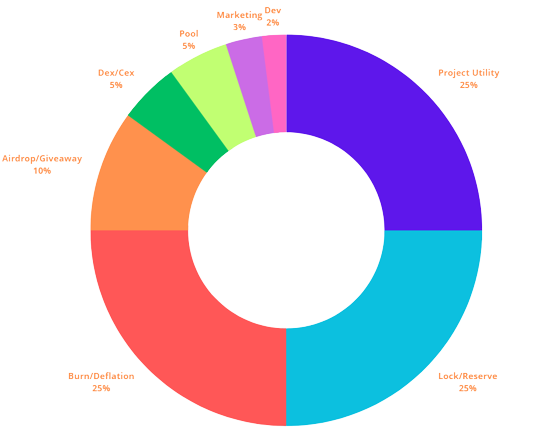 Dev
2%
Marketing
3%
Pool
5%
Dex/Cex
5%
Project Utility
25%
Airdrop/Giveaway
10%
Burn/Deflation
25%
Lock/Reserve
25%